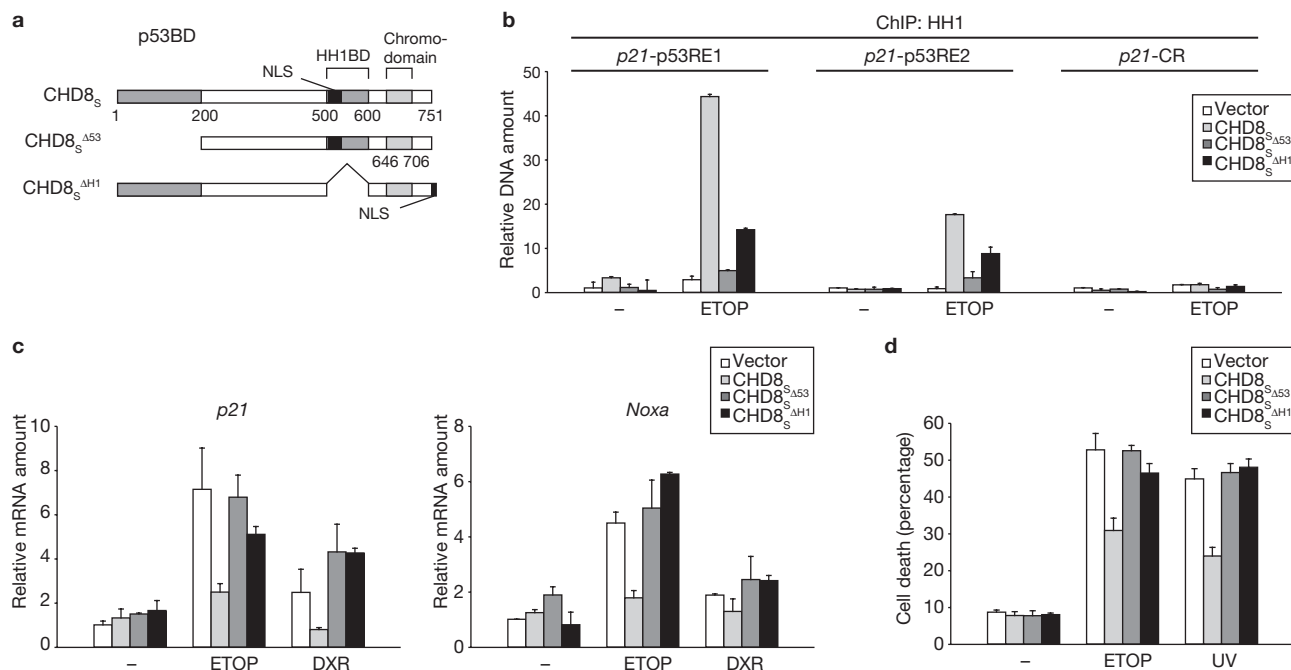 a
p53BD
HH1BD
Chromo-
domain
NLS
CHD8S
1 200 500 600 751
CHD8SΔ53
646 706
CHD8SΔH1
NLS
b
ChIP: HH1
p21-p53RE1 p21-p53RE2 p21-CR
Relative DNA amount
50
40
30
20
10
0
– ETOP – ETOP – ETOP
Vector
CHD8S
CHD8SΔ53
CHD8SΔH1
c
p21
Relative mRNA amount
10
8
6
4
2
0
– ETOP DXR
Noxa
Relative mRNA amount
8
6
4
2
0
– ETOP DXR
Vector
CHD8S
CHD8SΔ53
CHD8SΔH1
d
Vector
CHD8S
CHD8SΔ53
CHD8SΔH1
Cell death (percentage)
60
50
40
30
20
10
0
– ETOP UV